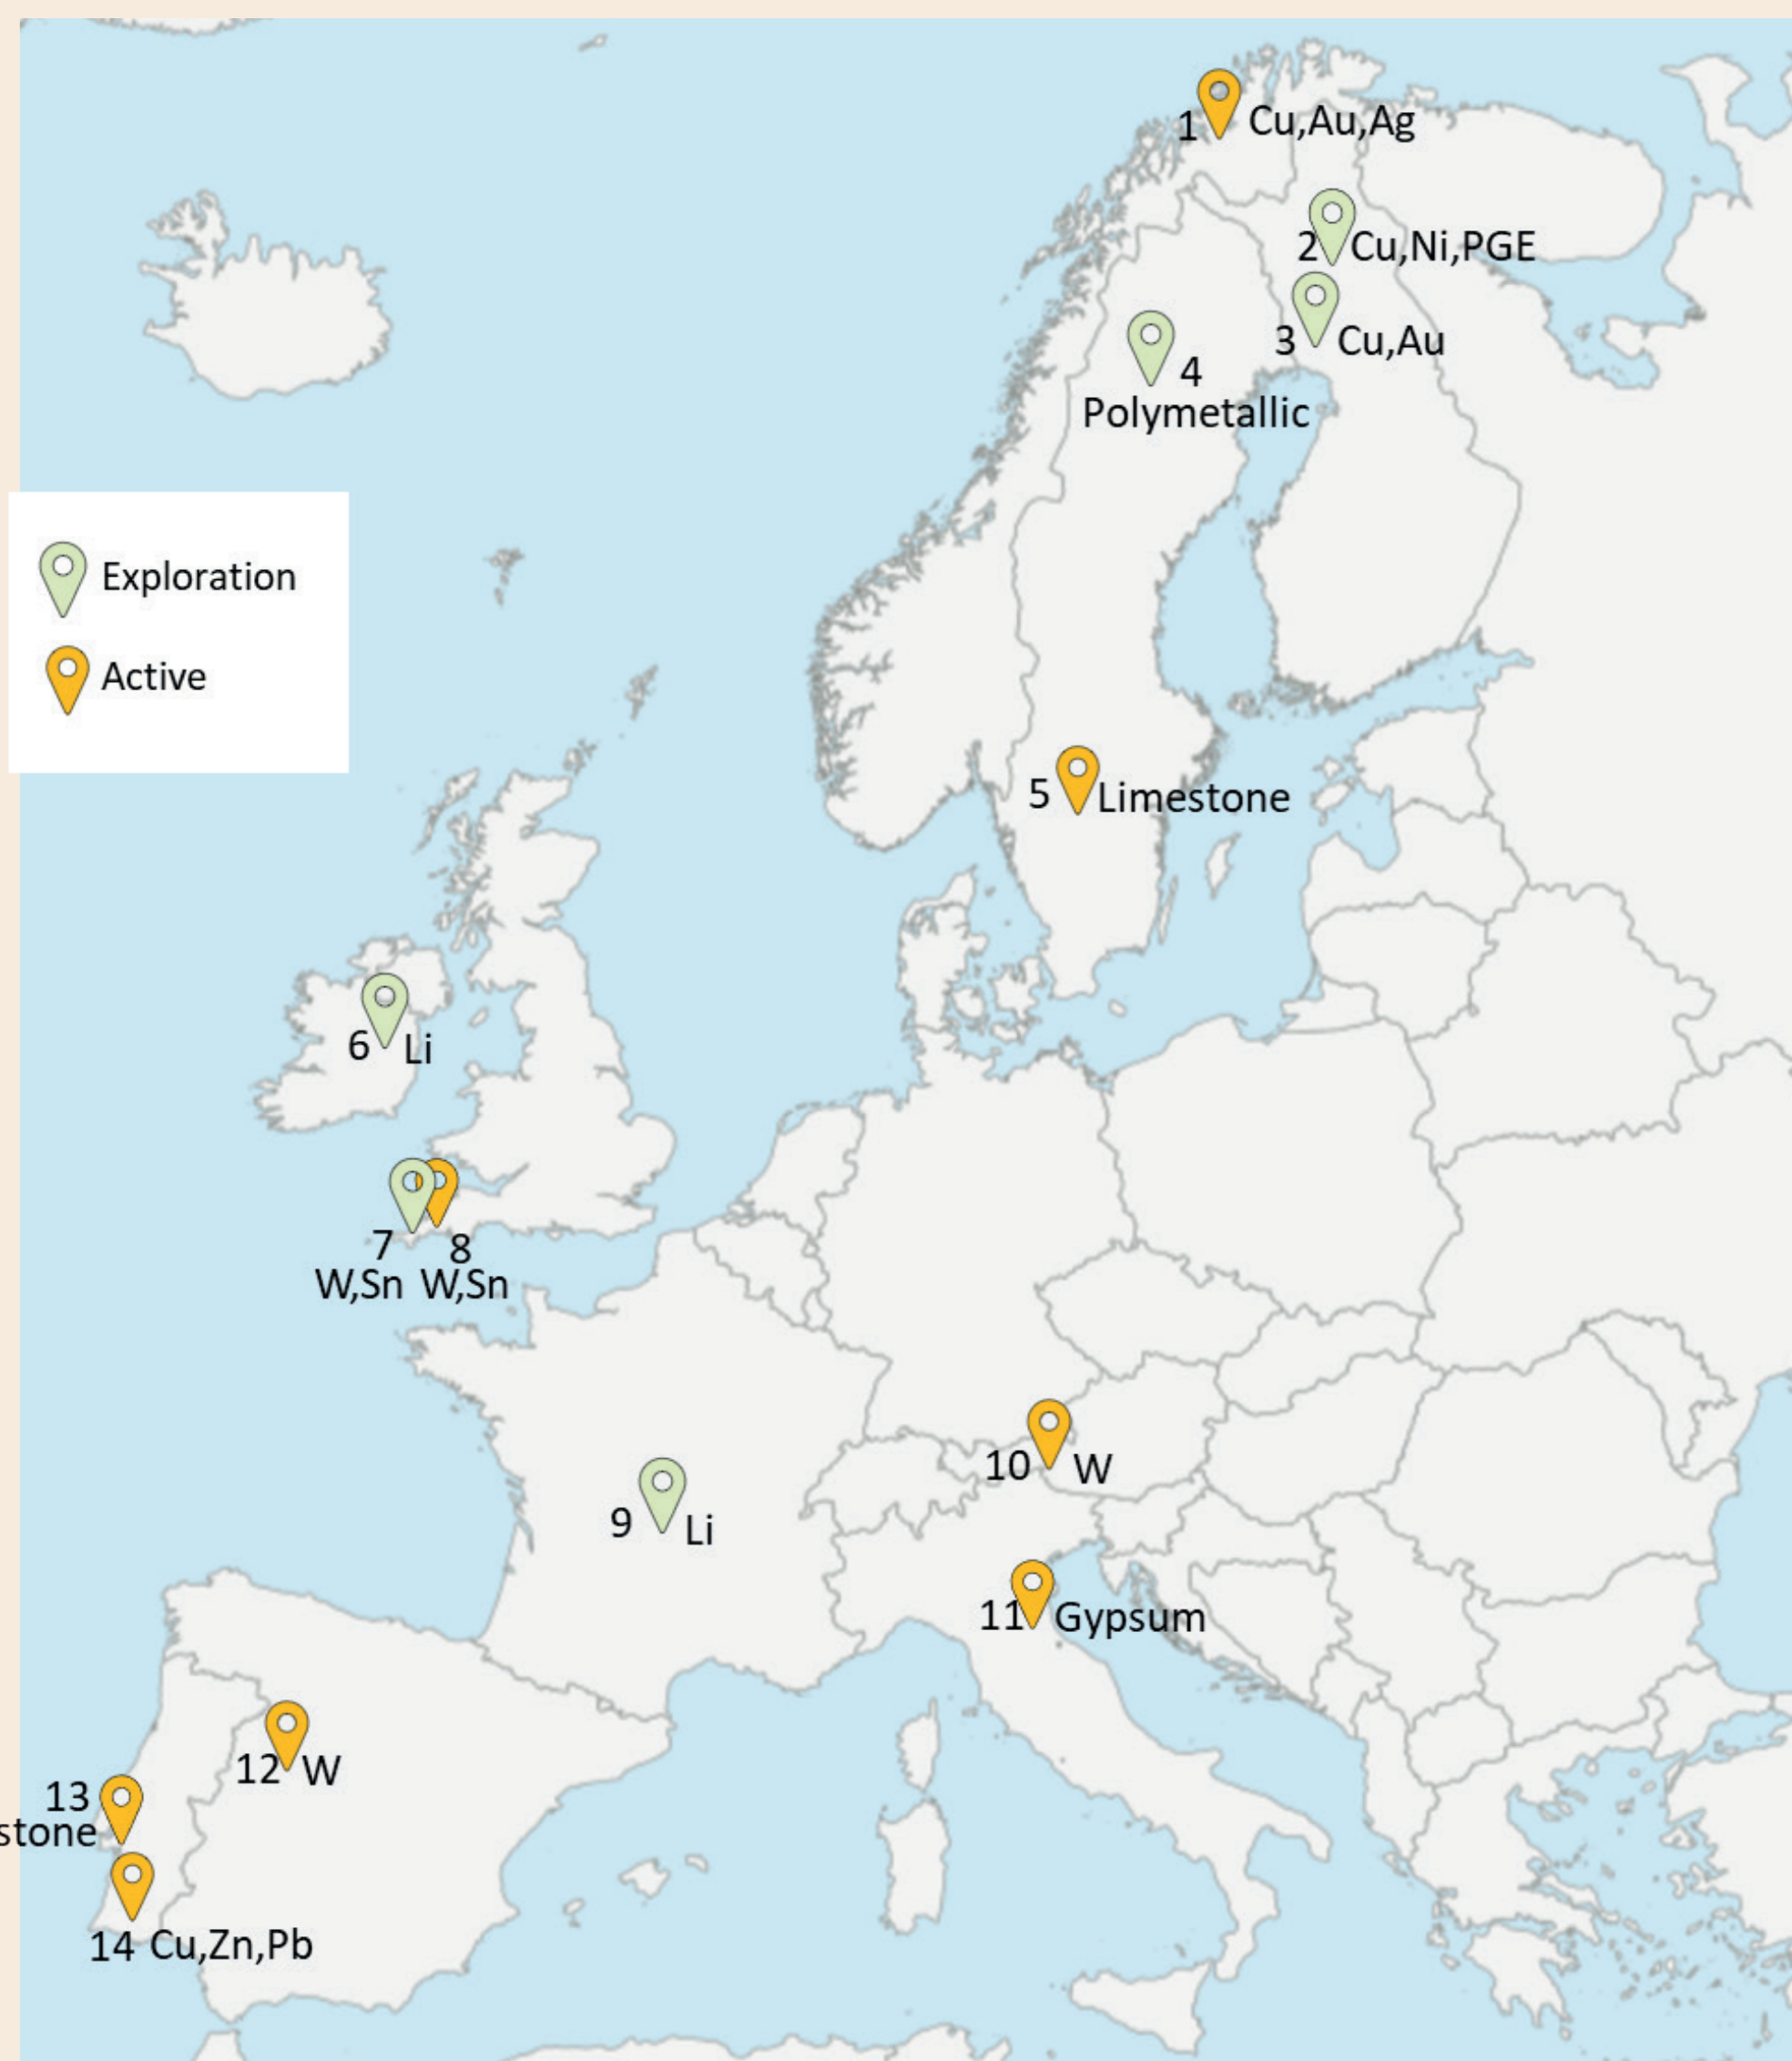 1 Cu,Au,Ag
2 Cu,Ni,PGE
3 Cu,Au
4
Polymetallic
Exploration
Active
5 Limestone
6 Li
7 8
W,Sn W,Sn
10 W
9 Li
11 Gypsum
12 W
13
stone
14 Cu,Zn,Pb